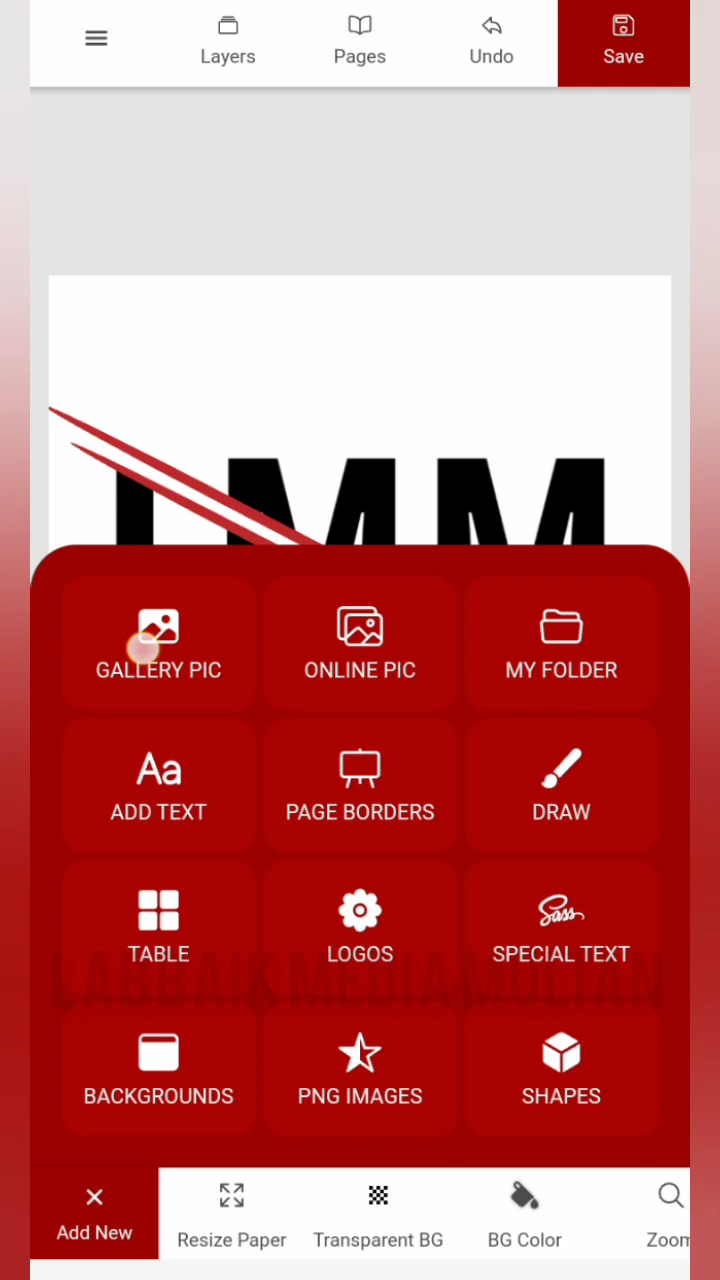 Layers Pages Undo Save
LMM
GALLERY PIC ONLINE PIC MY FOLDER
Aa
ADD TEXT PAGE BORDERS DRAW
Sass
TABLE LOGOS SPECIAL TEXT
LABBAIK MEDIA MULTAN
BACKGROUNDS PNG IMAGES SHAPES
Add New Resize Paper Transparent BG BG Color Zoom